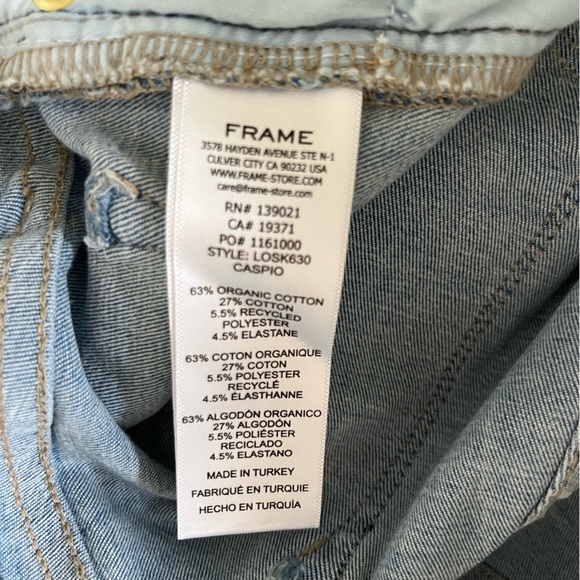 FRAME
3578 HAYDEN AVENUE STE N-1
CULVER CITY CA 90232 USA
WWW.FRAME-STORE.COM
care@frame-store.com
RN# 139021
CA# 19371
PO# 1161000
STYLE: LOSK630
CASPIO
63% ORGANIC COTTON
27% COTTON
5.5% RECYCLED
POLYESTER
4.5% ELASTANE
63% COTON ORGANIQUE
27% COTON
5.5% POLYESTER
RECYCLÉ
4.5% ÉLASTHANNE
63% ALGODÓN ORGANICO
27% ALGODÓN
5.5% POLIÉSTER
RECICLADO
4.5% ELASTANO
MADE IN TURKEY
FABRIQUÉ EN TURQUIE
HECHO EN TURQUÍA